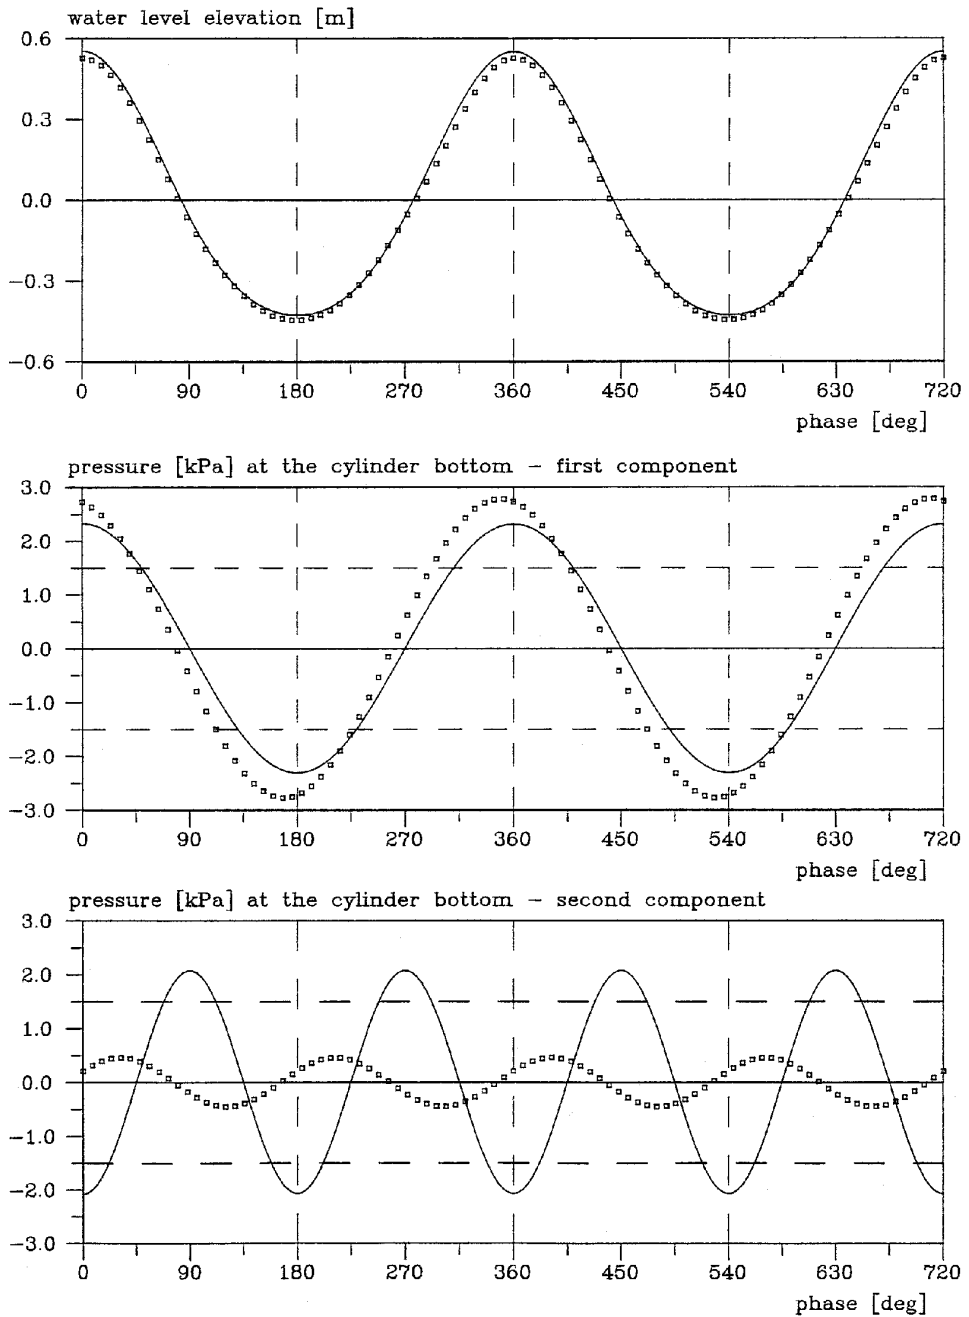 water level elevation [m]
0.6
0.3
0.0
−0.3
−0.6
0 90 180 270 360 450 540 630 720
phase [deg]
pressure [kPa] at the cylinder bottom − first component
3.0
2.0
1.0
0.0
−1.0
−2.0
−3.0
0 90 180 270 360 450 540 630 720
phase [deg]
pressure [kPa] at the cylinder bottom − second component
3.0
2.0
1.0
0.0
−1.0
−2.0
−3.0
0 90 180 270 360 450 540 630 720
phase [deg]